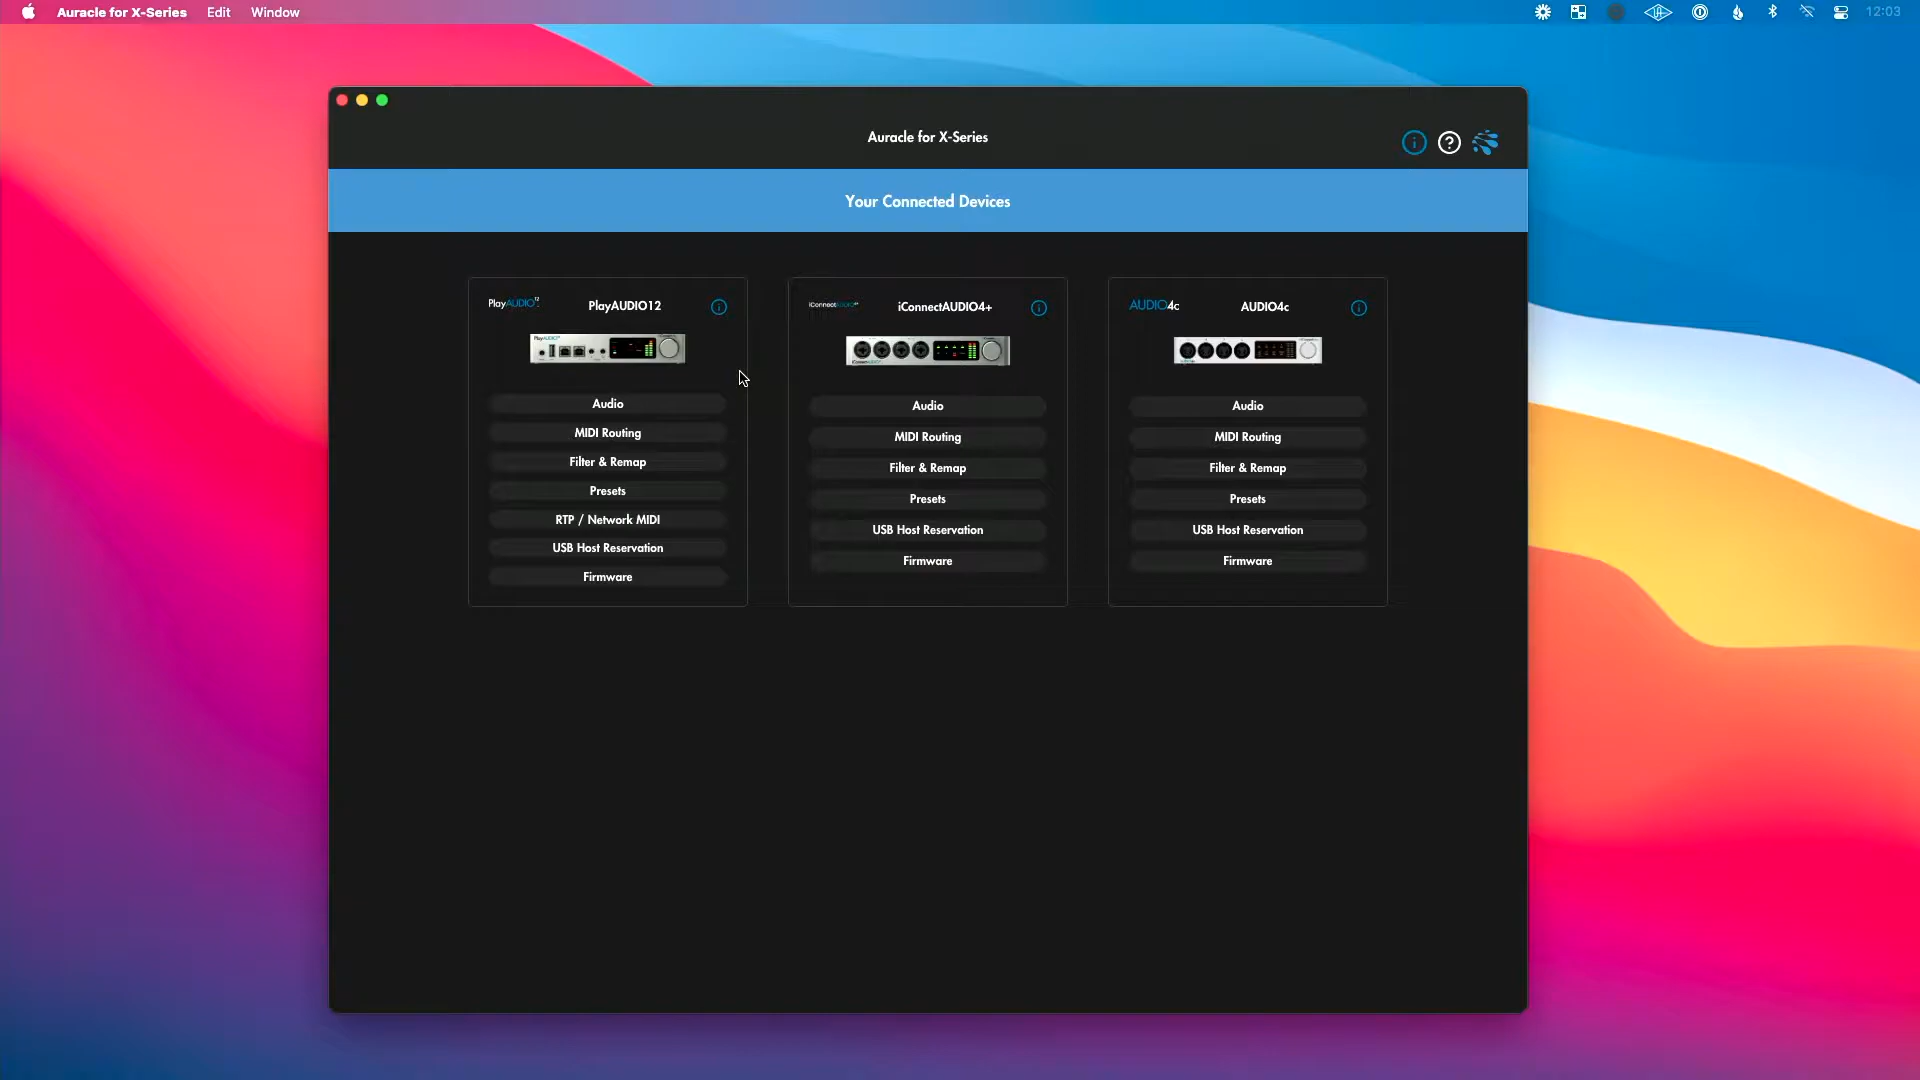 Auracle for X-Series Edit Window 12:03
Auracle for X-Series
Your Connected Devices
PlayAUDIO12 PlayAUDIO12
Audio
MIDI Routing
Filter & Remap
Presets
RTP / Network MIDI
USB Host Reservation
Firmware
iConnectAUDIO4+ iConnectAUDIO4+
Audio
MIDI Routing
Filter & Remap
Presets
USB Host Reservation
Firmware
AUDIO4c AUDIO4c
Audio
MIDI Routing
Filter & Remap
Presets
USB Host Reservation
Firmware